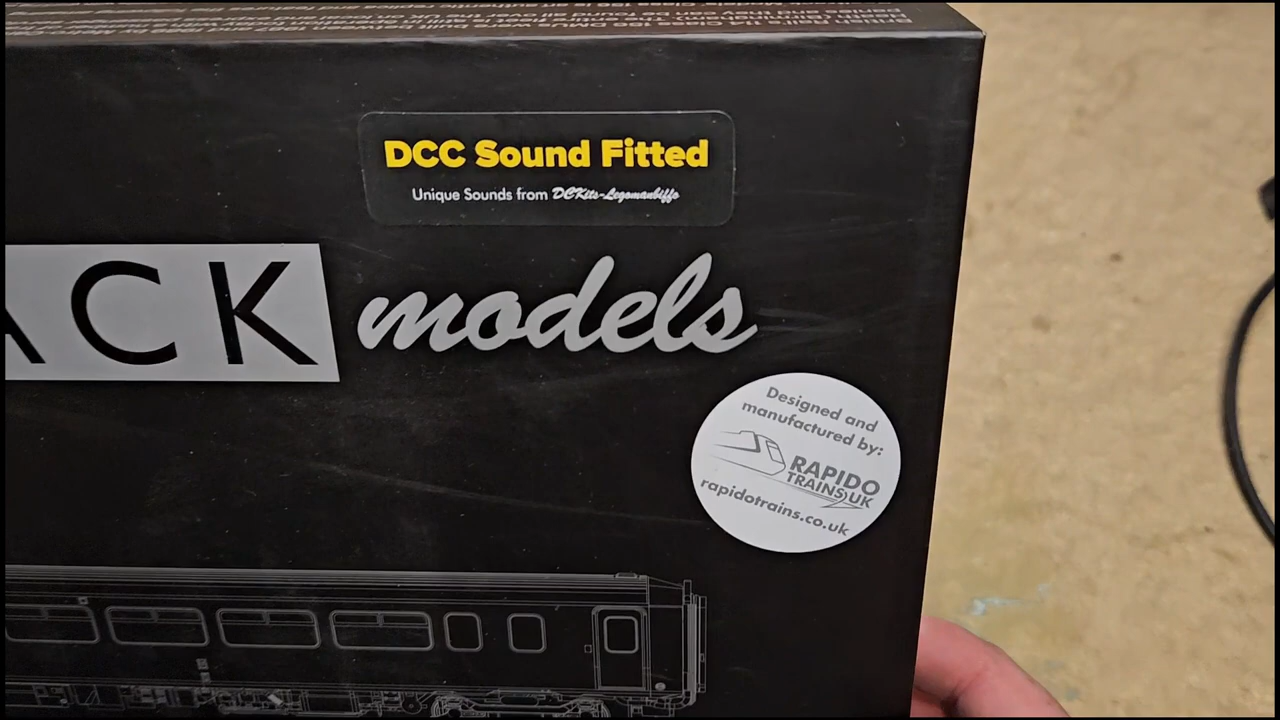 DCC Sound Fitted
Unique Sounds from DCKits-Legomanbiffo
ACK models
Designed and
manufactured by:
RAPIDO
TRAINS UK
rapidotrains.co.uk